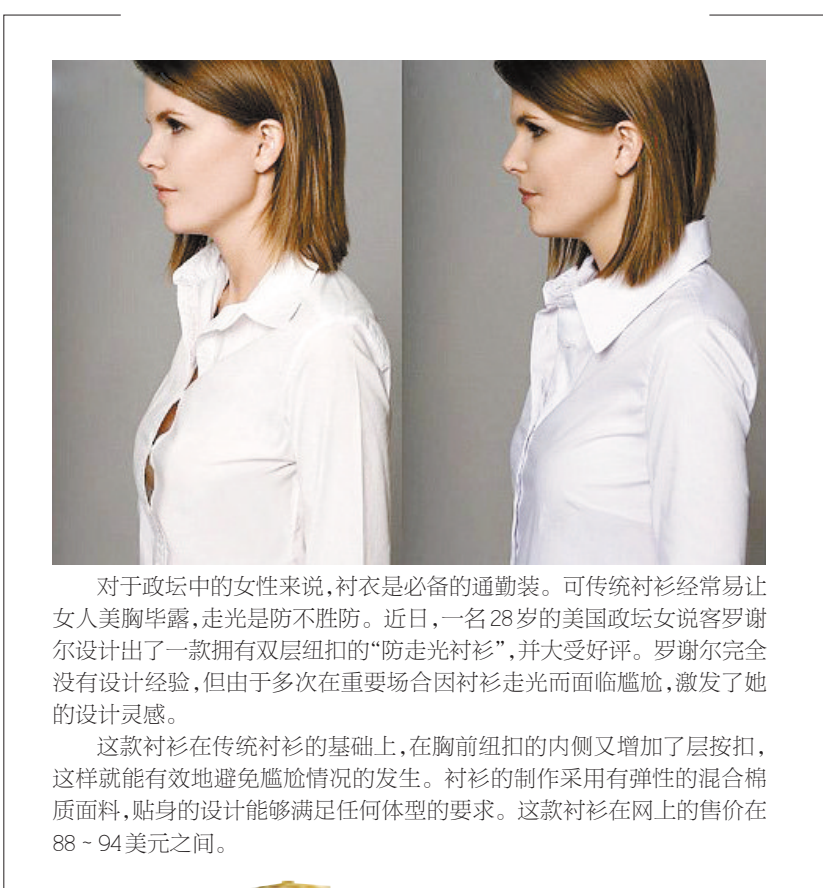 对于政坛中的女性来说,衬衣是必备的通勤装。可传统衬衫经常易让
女人美胸毕露,走光是防不胜防。近日,一名28岁的美国政坛女说客罗谢
尔设计出了一款拥有双层纽扣的“防走光衬衫”,并大受好评。罗谢尔完全
没有设计经验,但由于多次在重要场合因衬衫走光而面临尴尬,激发了她
的设计灵感。
这款衬衫在传统衬衫的基础上,在胸前纽扣的内侧又增加了层按扣,
这样就能有效地避免尴尬情况的发生。衬衫的制作采用有弹性的混合棉
质面料,贴身的设计能够满足任何体型的要求。这款衬衫在网上的售价在
88~94美元之间。